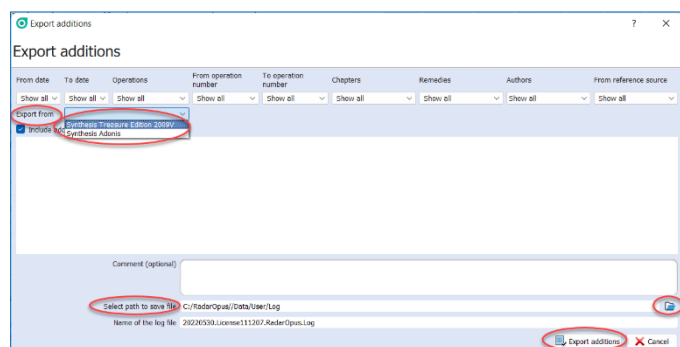 Export additions
?
Export additions
From date To date Operations From operation number To operation number Chapters Remedies Authors From reference source
Show all Show all Show all Show all Show all Show all Show all Show all Show all
Export from
Synthesis Treasure Edition 2009V
Include
Synthesis Adonis
Comment (optional)
Select path to save file C:/RadarOpus//Data/User/Log
Name of the log file 20220530.License111207.RadarOpus.Log
Export additions Cancel